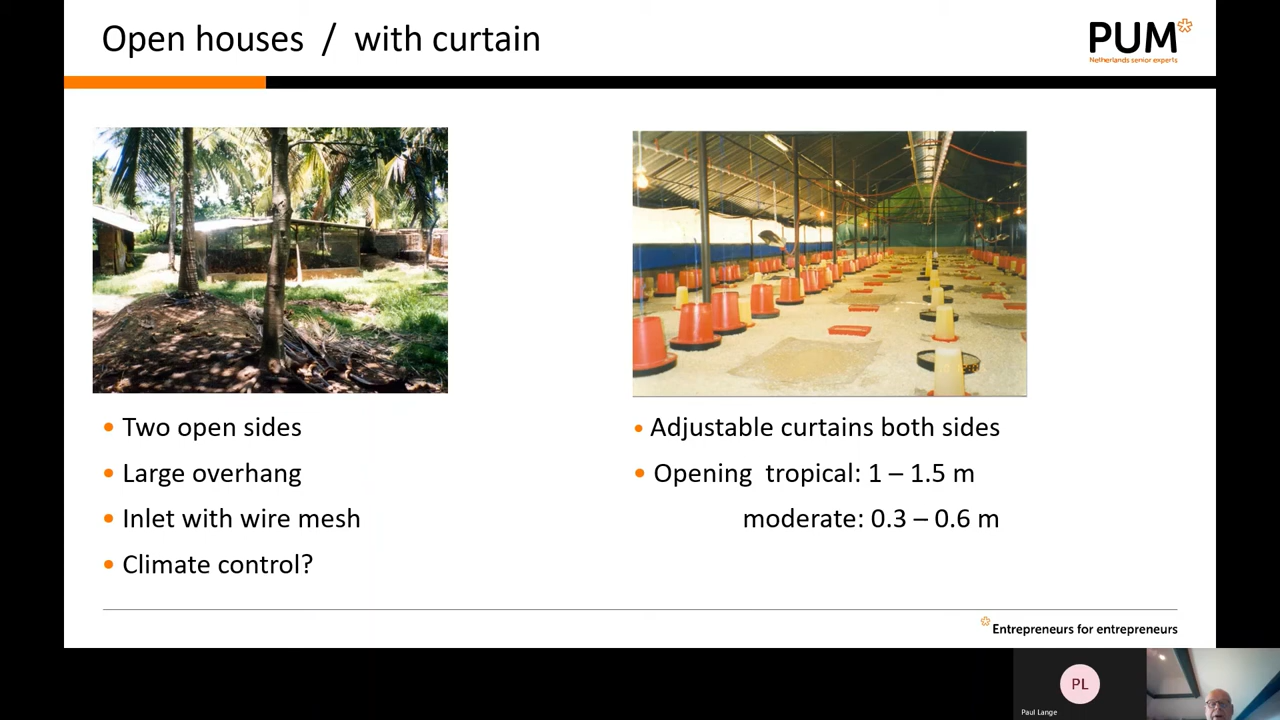 Open houses / with curtain
PUM
Netherlands senior experts
• Two open sides
• Large overhang
• Inlet with wire mesh
• Climate control?
• Adjustable curtains both sides
• Opening tropical: 1 – 1.5 m
moderate: 0.3 – 0.6 m
Entrepreneurs for entrepreneurs
PL
Paul Lange